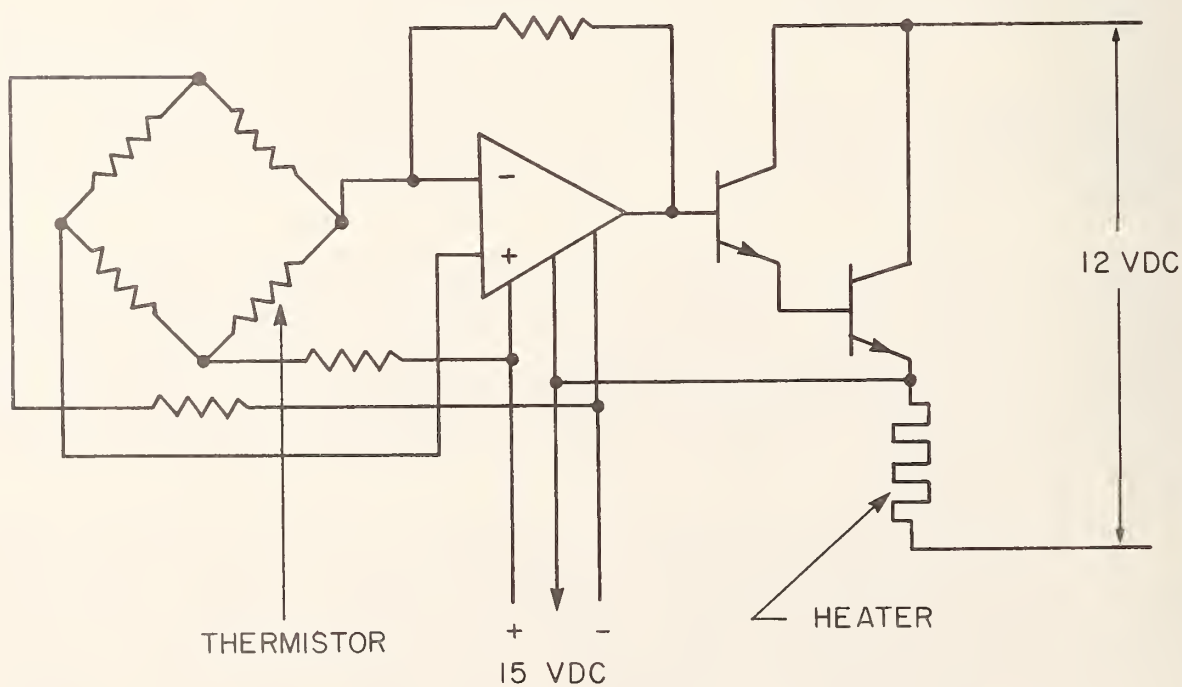 -
+
12 VDC
THERMISTOR
+ -
15 VDC
HEATER